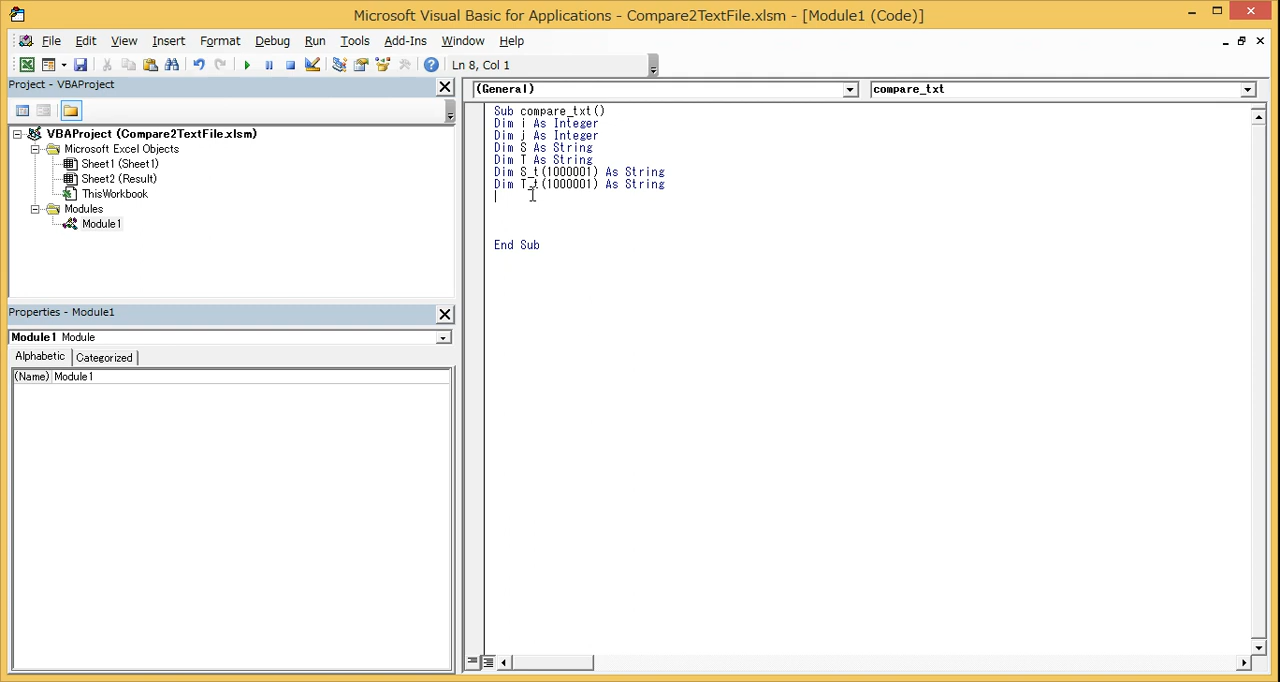 Microsoft Visual Basic for Applications - Compare2TextFile.xlsm - [Module1 (Code)]
File Edit View Insert Format Debug Run Tools Add-Ins Window Help
Ln 8, Col 1
Project - VBAProject
(General) compare_txt
VBAProject (Compare2TextFile.xlsm)
Microsoft Excel Objects
Sheet1 (Sheet1)
Sheet2 (Result)
ThisWorkbook
Modules
Module1
Sub compare_txt()
Dim i As Integer
Dim j As Integer
Dim S As String
Dim T As String
Dim S_t(1000001) As String
Dim T_t(1000001) As String
End Sub
Properties - Module1
Module1 Module
Alphabetic Categorized
(Name) Module1